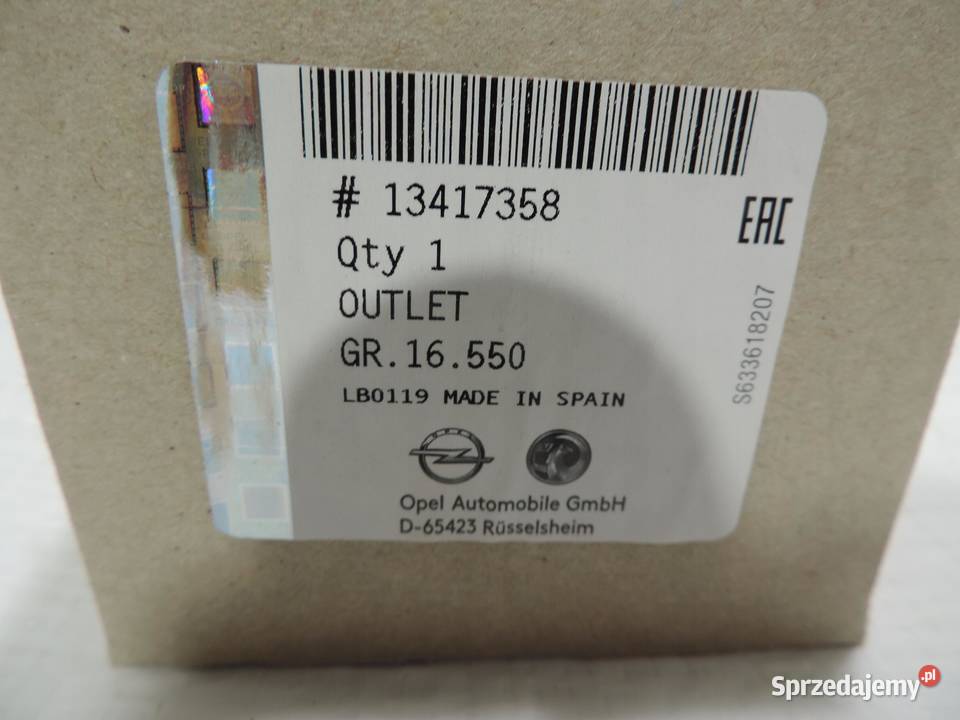 # 13417358
EAC
Qty 1
OUTLET
GR.16.550
S633618207
LB0119 MADE IN SPAIN
OPEL
Opel Automobile GmbH
D-65423 Rüsselsheim
Sprzedajemy.pl